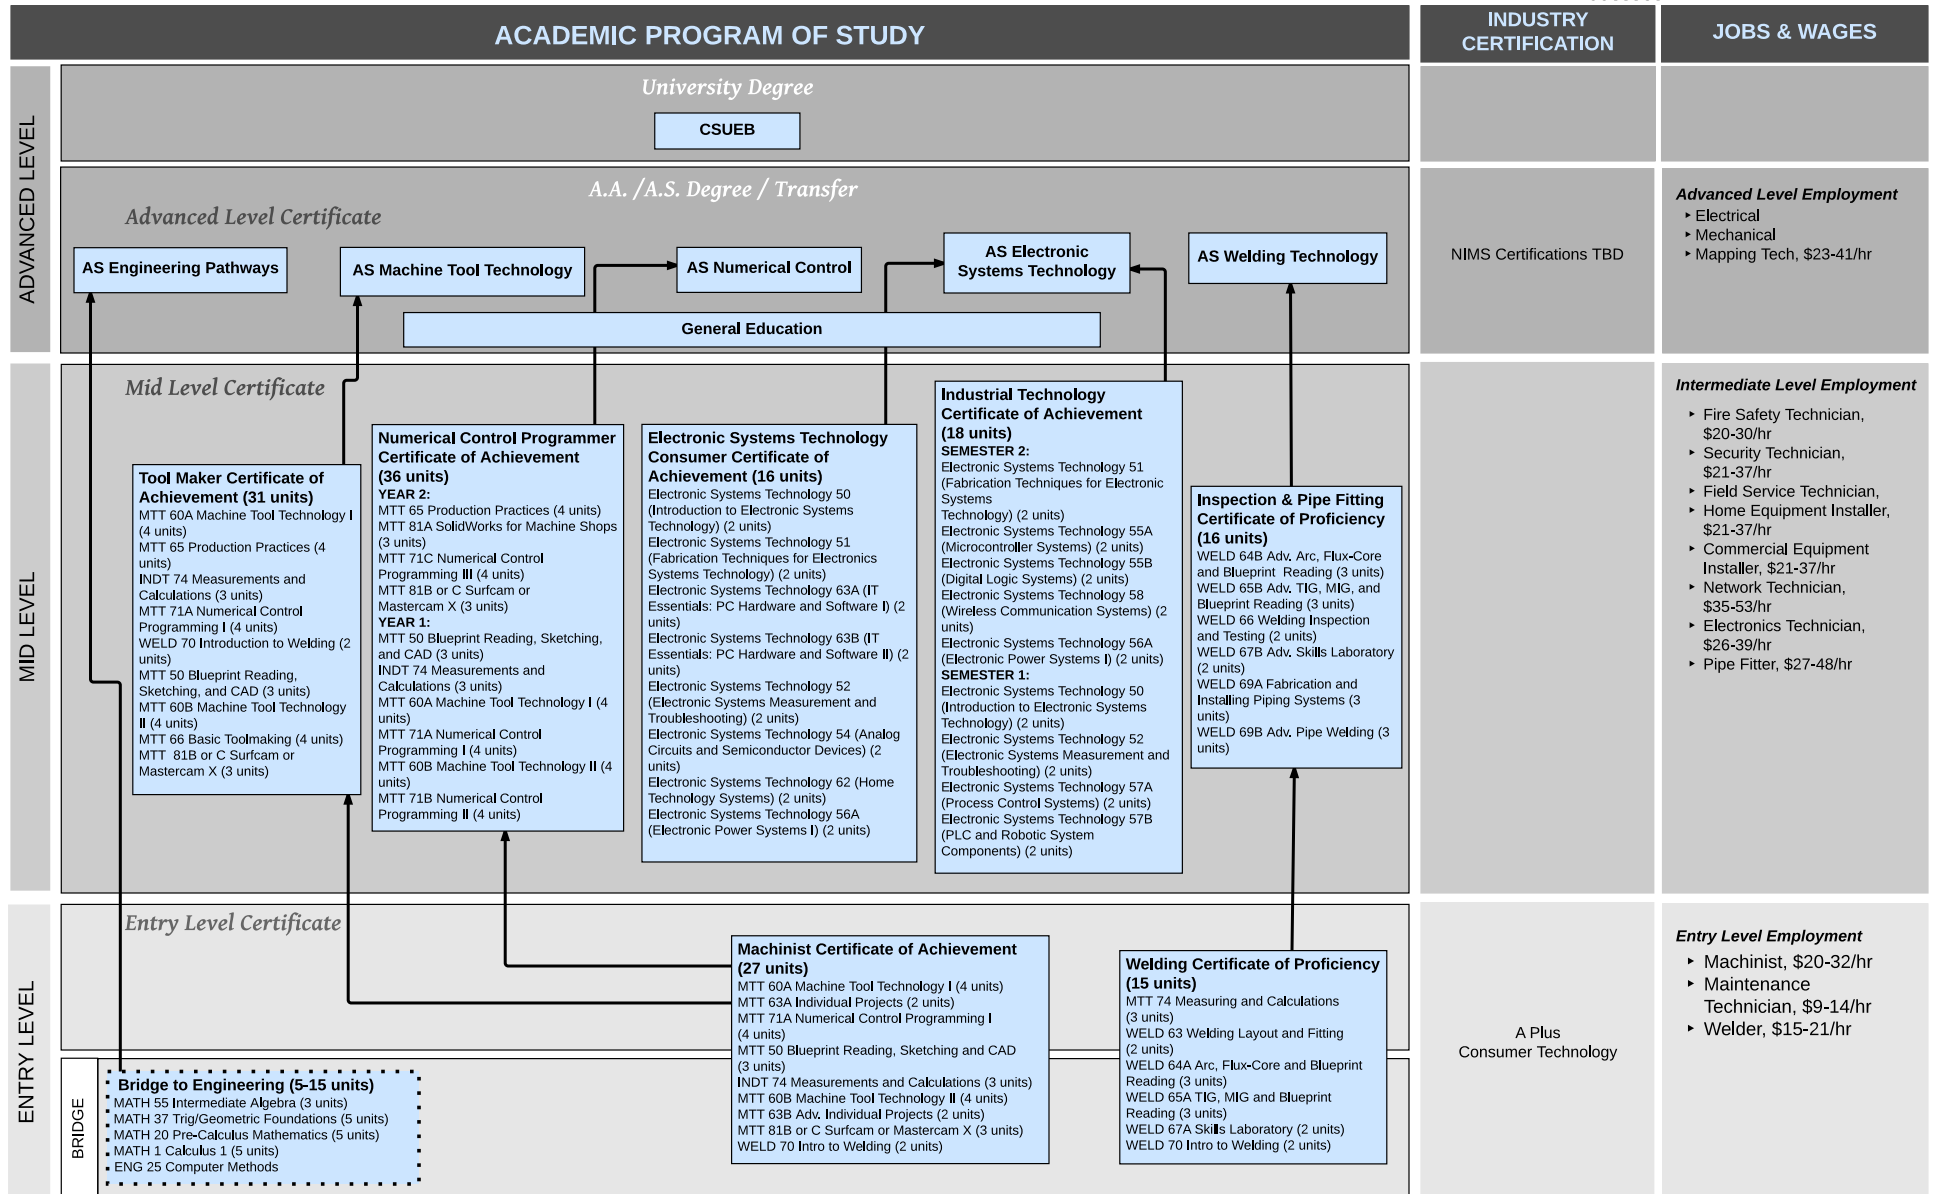 ACADEMIC PROGRAM OF STUDY
INDUSTRY
CERTIFICATION
JOBS & WAGES
ADVANCED LEVEL
University Degree
CSUEB
A.A. /A.S. Degree / Transfer
Advanced Level Certificate
AS Engineering Pathways
AS Machine Tool Technology
AS Numerical Control
AS Electronic
Systems Technology
AS Welding Technology
General Education
NIMS Certifications TBD
Advanced Level Employment
‣ Electrical
‣ Mechanical
‣ Mapping Tech, $23-41/hr
MID LEVEL
Mid Level Certificate
Tool Maker Certificate of
Achievement (31 units)
MTT 60A Machine Tool Technology I
(4 units)
MTT 65 Production Practices (4
units)
INDT 74 Measurements and
Calculations (3 units)
MTT 71A Numerical Control
Programming I (4 units)
WELD 70 Introduction to Welding (2
units)
MTT 50 Blueprint Reading,
Sketching, and CAD (3 units)
MTT 60B Machine Tool Technology
II (4 units)
MTT 66 Basic Toolmaking (4 units)
MTT 81B or C Surfcam or
Mastercam X (3 units)
Numerical Control Programmer
Certificate of Achievement
(36 units)
YEAR 2:
MTT 65 Production Practices (4 units)
MTT 81A SolidWorks for Machine Shops
(3 units)
MTT 71C Numerical Control
Programming III (4 units)
MTT 81B or C Surfcam or
Mastercam X (3 units)
YEAR 1:
MTT 50 Blueprint Reading, Sketching,
and CAD (3 units)
INDT 74 Measurements and
Calculations (3 units)
MTT 60A Machine Tool Technology I (4
units)
MTT 71A Numerical Control
Programming I (4 units)
MTT 60B Machine Tool Technology II (4
units)
MTT 71B Numerical Control
Programming II (4 units)
Electronic Systems Technology
Consumer Certificate of
Achievement (16 units)
Electronic Systems Technology 50
(Introduction to Electronic Systems
Technology) (2 units)
Electronic Systems Technology 51
(Fabrication Techniques for Electronics
Systems Technology) (2 units)
Electronic Systems Technology 63A (IT
Essentials: PC Hardware and Software I) (2
units)
Electronic Systems Technology 63B (IT
Essentials: PC Hardware and Software II) (2
units)
Electronic Systems Technology 52
(Electronic Systems Measurement and
Troubleshooting) (2 units)
Electronic Systems Technology 54 (Analog
Circuits and Semiconductor Devices) (2
units)
Electronic Systems Technology 62 (Home
Technology Systems) (2 units)
Electronic Systems Technology 56A
(Electronic Power Systems I) (2 units)
Industrial Technology
Certificate of Achievement
(18 units)
SEMESTER 2:
Electronic Systems Technology 51
(Fabrication Techniques for Electronic
Systems
Technology) (2 units)
Electronic Systems Technology 55A
(Microcontroller Systems) (2 units)
Electronic Systems Technology 55B
(Digital Logic Systems) (2 units)
Electronic Systems Technology 58
(Wireless Communication Systems) (2
units)
Electronic Systems Technology 56A
(Electronic Power Systems I) (2 units)
SEMESTER 1:
Electronic Systems Technology 50
(Introduction to Electronic Systems
Technology) (2 units)
Electronic Systems Technology 52
(Electronic Systems Measurement and
Troubleshooting) (2 units)
Electronic Systems Technology 57A
(Process Control Systems) (2 units)
Electronic Systems Technology 57B
(PLC and Robotic System
Components) (2 units)
Inspection & Pipe Fitting
Certificate of Proficiency
(16 units)
WELD 64B Adv. Arc, Flux-Core
and Blueprint Reading (3 units)
WELD 65B Adv. TIG, MIG, and
Blueprint Reading (3 units)
WELD 66 Welding Inspection
and Testing (2 units)
WELD 67B Adv. Skills Laboratory
(2 units)
WELD 69A Fabrication and
Installing Piping Systems (3
units)
WELD 69B Adv. Pipe Welding (3
units)
Intermediate Level Employment
‣ Fire Safety Technician,
$20-30/hr
‣ Security Technician,
$21-37/hr
‣ Field Service Technician,
‣ Home Equipment Installer,
$21-37/hr
‣ Commercial Equipment
Installer, $21-37/hr
‣ Network Technician,
$35-53/hr
‣ Electronics Technician,
$26-39/hr
‣ Pipe Fitter, $27-48/hr
ENTRY LEVEL
Entry Level Certificate
BRIDGE
Bridge to Engineering (5-15 units)
MATH 55 Intermediate Algebra (3 units)
MATH 37 Trig/Geometric Foundations (5 units)
MATH 20 Pre-Calculus Mathematics (5 units)
MATH 1 Calculus 1 (5 units)
ENG 25 Computer Methods
Machinist Certificate of Achievement
(27 units)
MTT 60A Machine Tool Technology I (4 units)
MTT 63A Individual Projects (2 units)
MTT 71A Numerical Control Programming I
(4 units)
MTT 50 Blueprint Reading, Sketching and CAD
(3 units)
INDT 74 Measurements and Calculations (3 units)
MTT 60B Machine Tool Technology II (4 units)
MTT 63B Adv. Individual Projects (2 units)
MTT 81B or C Surfcam or Mastercam X (3 units)
WELD 70 Intro to Welding (2 units)
Welding Certificate of Proficiency
(15 units)
MTT 74 Measuring and Calculations
(3 units)
WELD 63 Welding Layout and Fitting
(2 units)
WELD 64A Arc, Flux-Core and Blueprint
Reading (3 units)
WELD 65A TIG, MIG and Blueprint
Reading (3 units)
WELD 67A Skills Laboratory (2 units)
WELD 70 Intro to Welding (2 units)
A Plus
Consumer Technology
Entry Level Employment
‣ Machinist, $20-32/hr
‣ Maintenance
Technician, $9-14/hr
‣ Welder, $15-21/hr